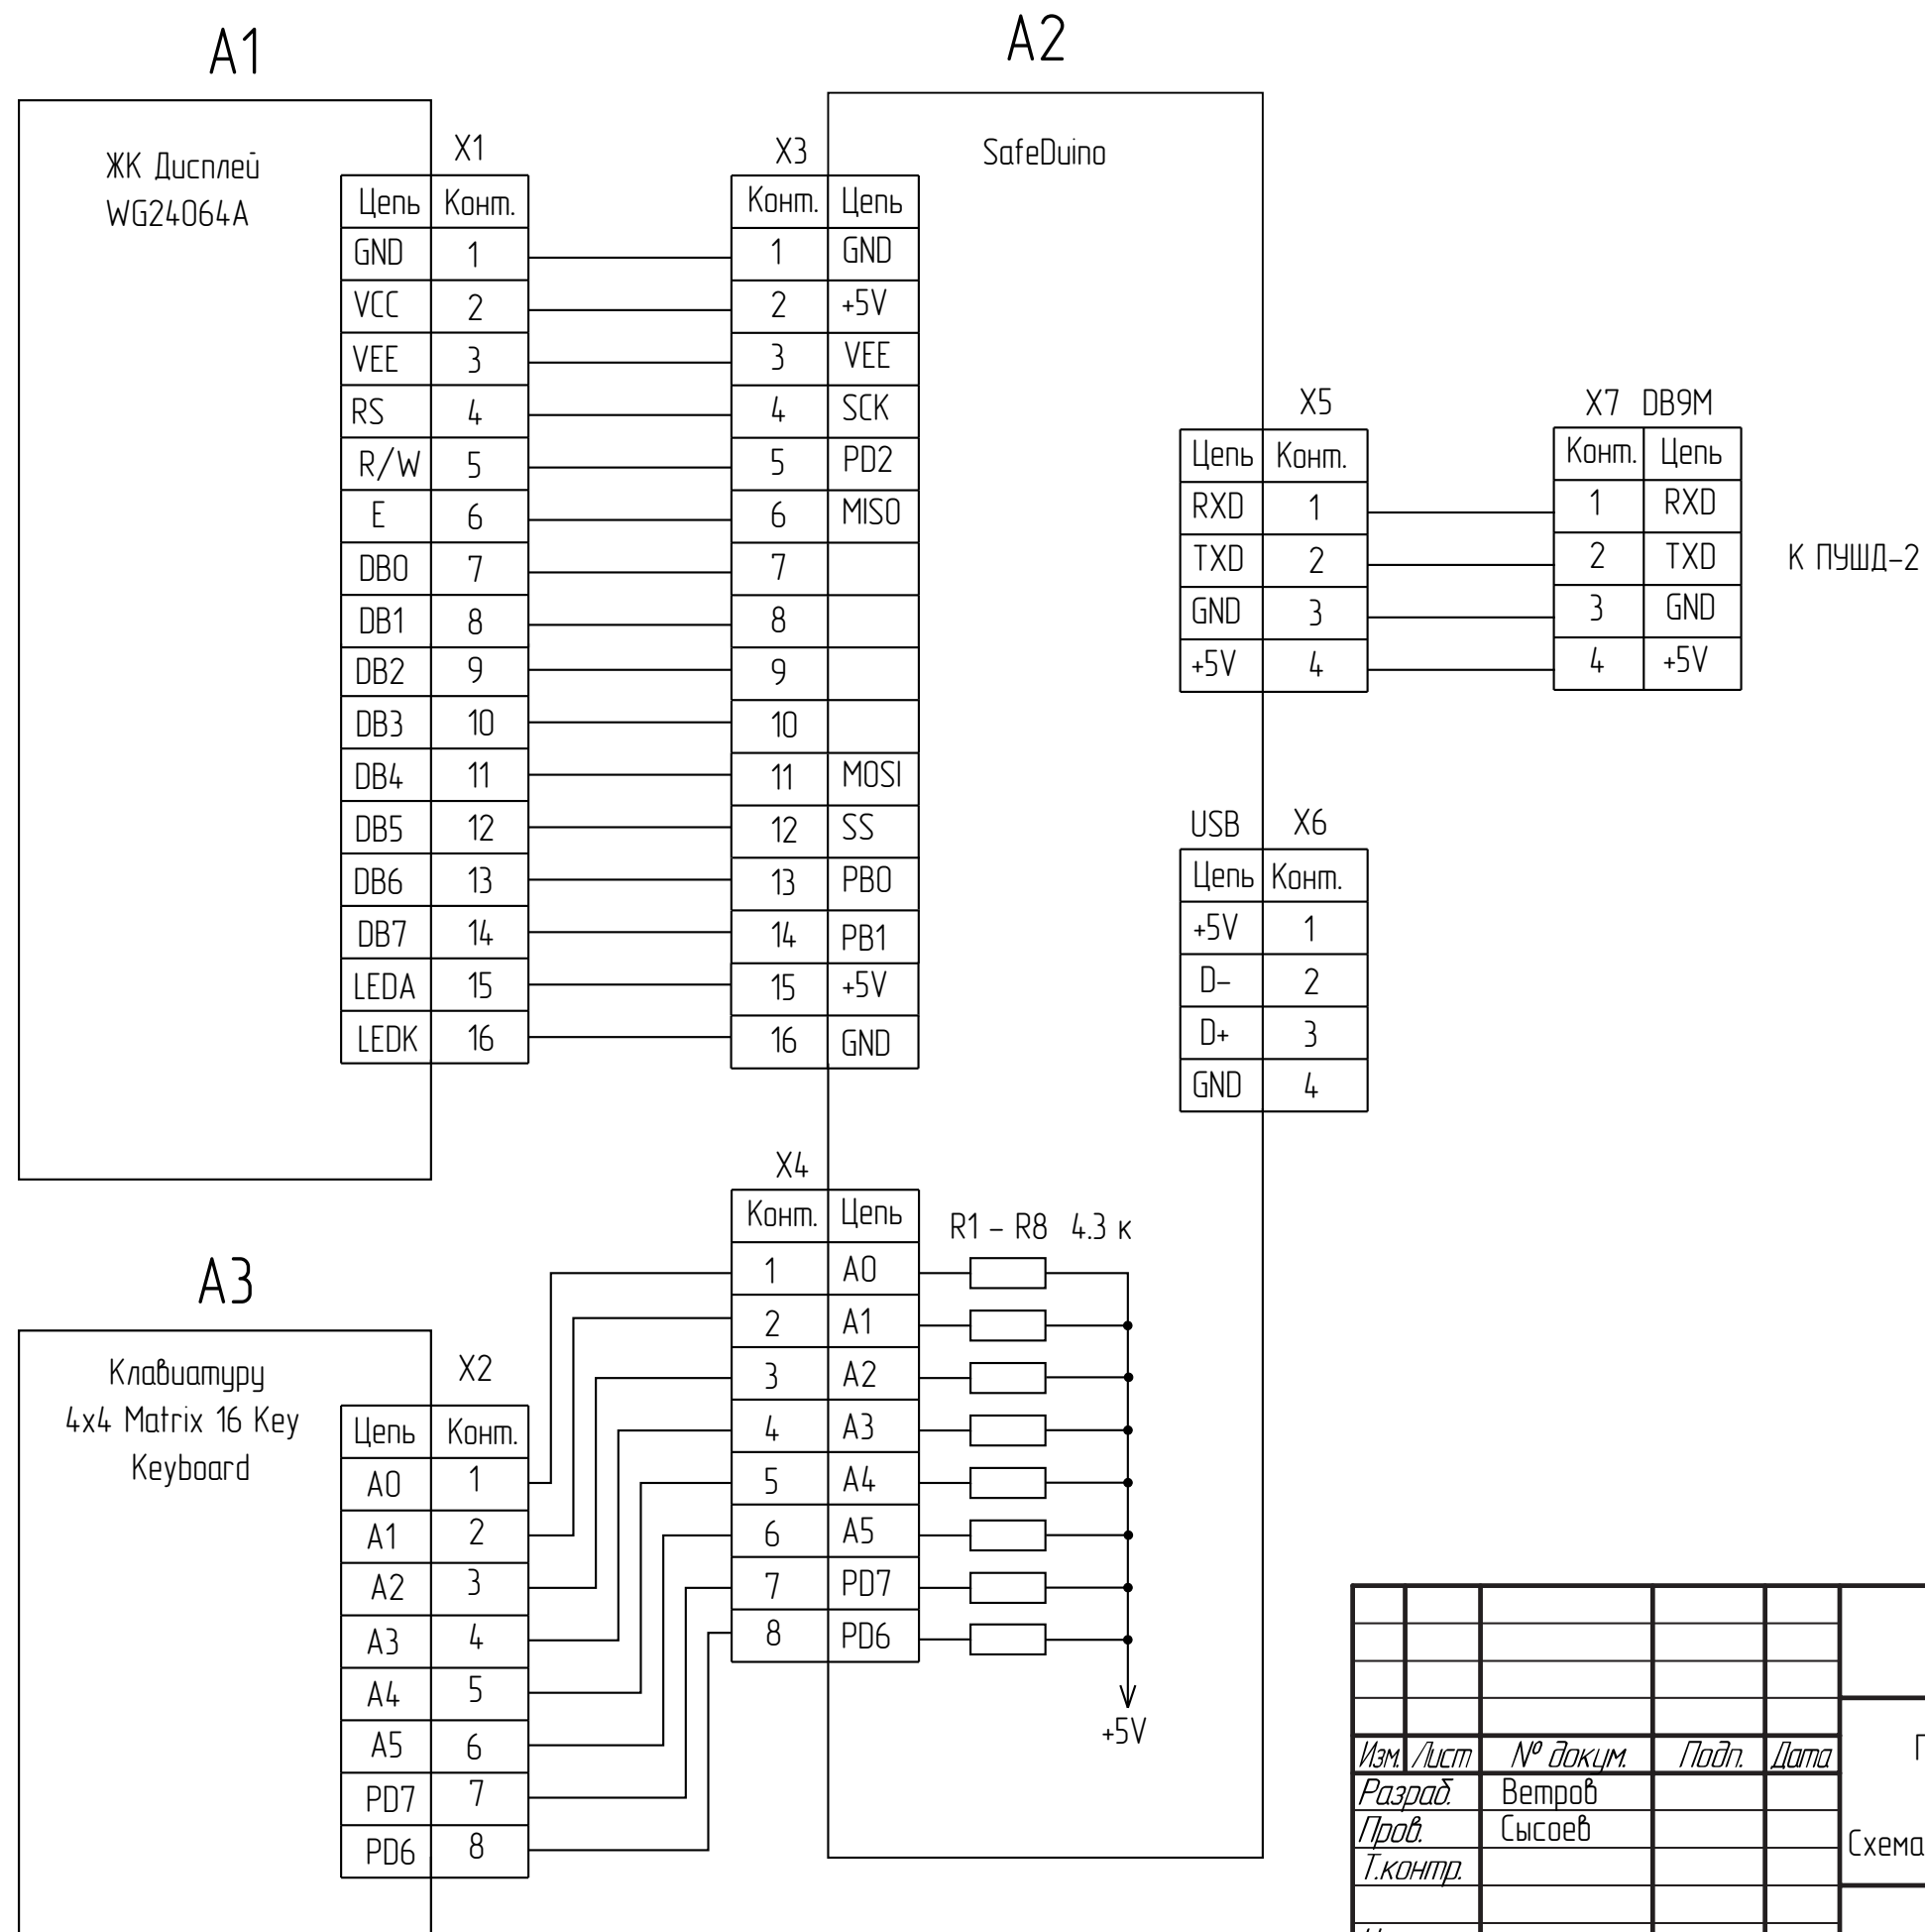 A1
ЖК Дисплей
WG24064A
X1
Цепь Конт.
GND 1
VCC 2
VEE 3
RS 4
R/W 5
E 6
DB0 7
DB1 8
DB2 9
DB3 10
DB4 11
DB5 12
DB6 13
DB7 14
LEDA 15
LEDK 16
A2
SafeDuino
X3
Конт. Цепь
1 GND
2 +5V
3 VEE
4 SCK
5 PD2
6 MISO
7
8
9
10
11 MOSI
12 SS
13 PB0
14 PB1
15 +5V
16 GND
X5
Цепь Конт.
RXD 1
TXD 2
GND 3
+5V 4
X7 DB9M
Конт. Цепь
1 RXD
2 TXD
3 GND
4 +5V
К ПУШД-2
USB X6
Цепь Конт.
+5V 1
D- 2
D+ 3
GND 4
X4
Конт. Цепь
1 A0
2 A1
3 A2
4 A3
5 A4
6 A5
7 PD7
8 PD6
R1 - R8 4.3 к
+5V
A3
Клавиатуру
4x4 Matrix 16 Key
Keyboard
X2
Цепь Конт.
A0 1
A1 2
A2 3
A3 4
A4 5
A5 6
PD7 7
PD6 8
Изм. Лист № докум. Подп. Дата
Разраб. Ветров
Пров. Сысоев
Т.контр.
Схема